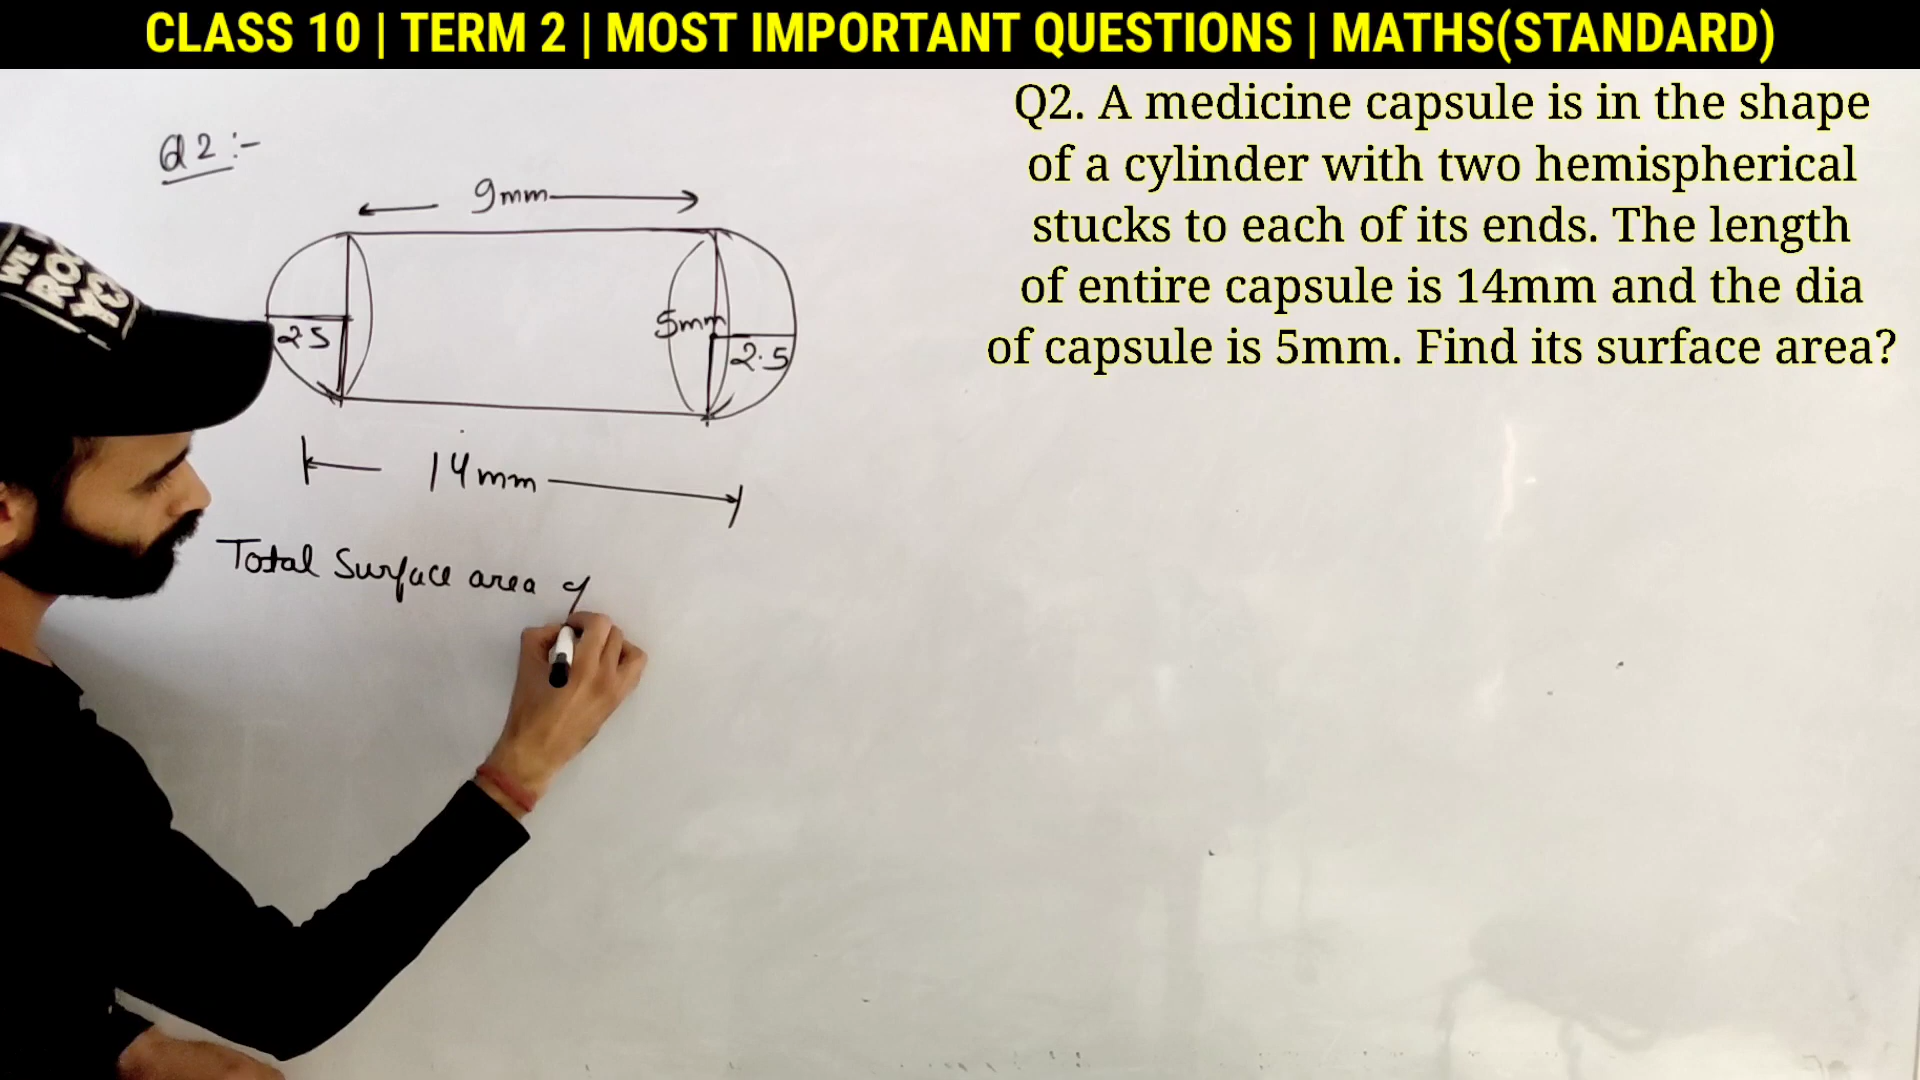 CLASS 10 | TERM 2 | MOST IMPORTANT QUESTIONS | MATHS(STANDARD)
Q2. A medicine capsule is in the shape
of a cylinder with two hemispherical
stucks to each of its ends. The length
of entire capsule is 14mm and the dia
of capsule is 5mm. Find its surface area?
Q2:-
9mm
WE
5mm
2.5
2.5
14mm
Total Surface area of